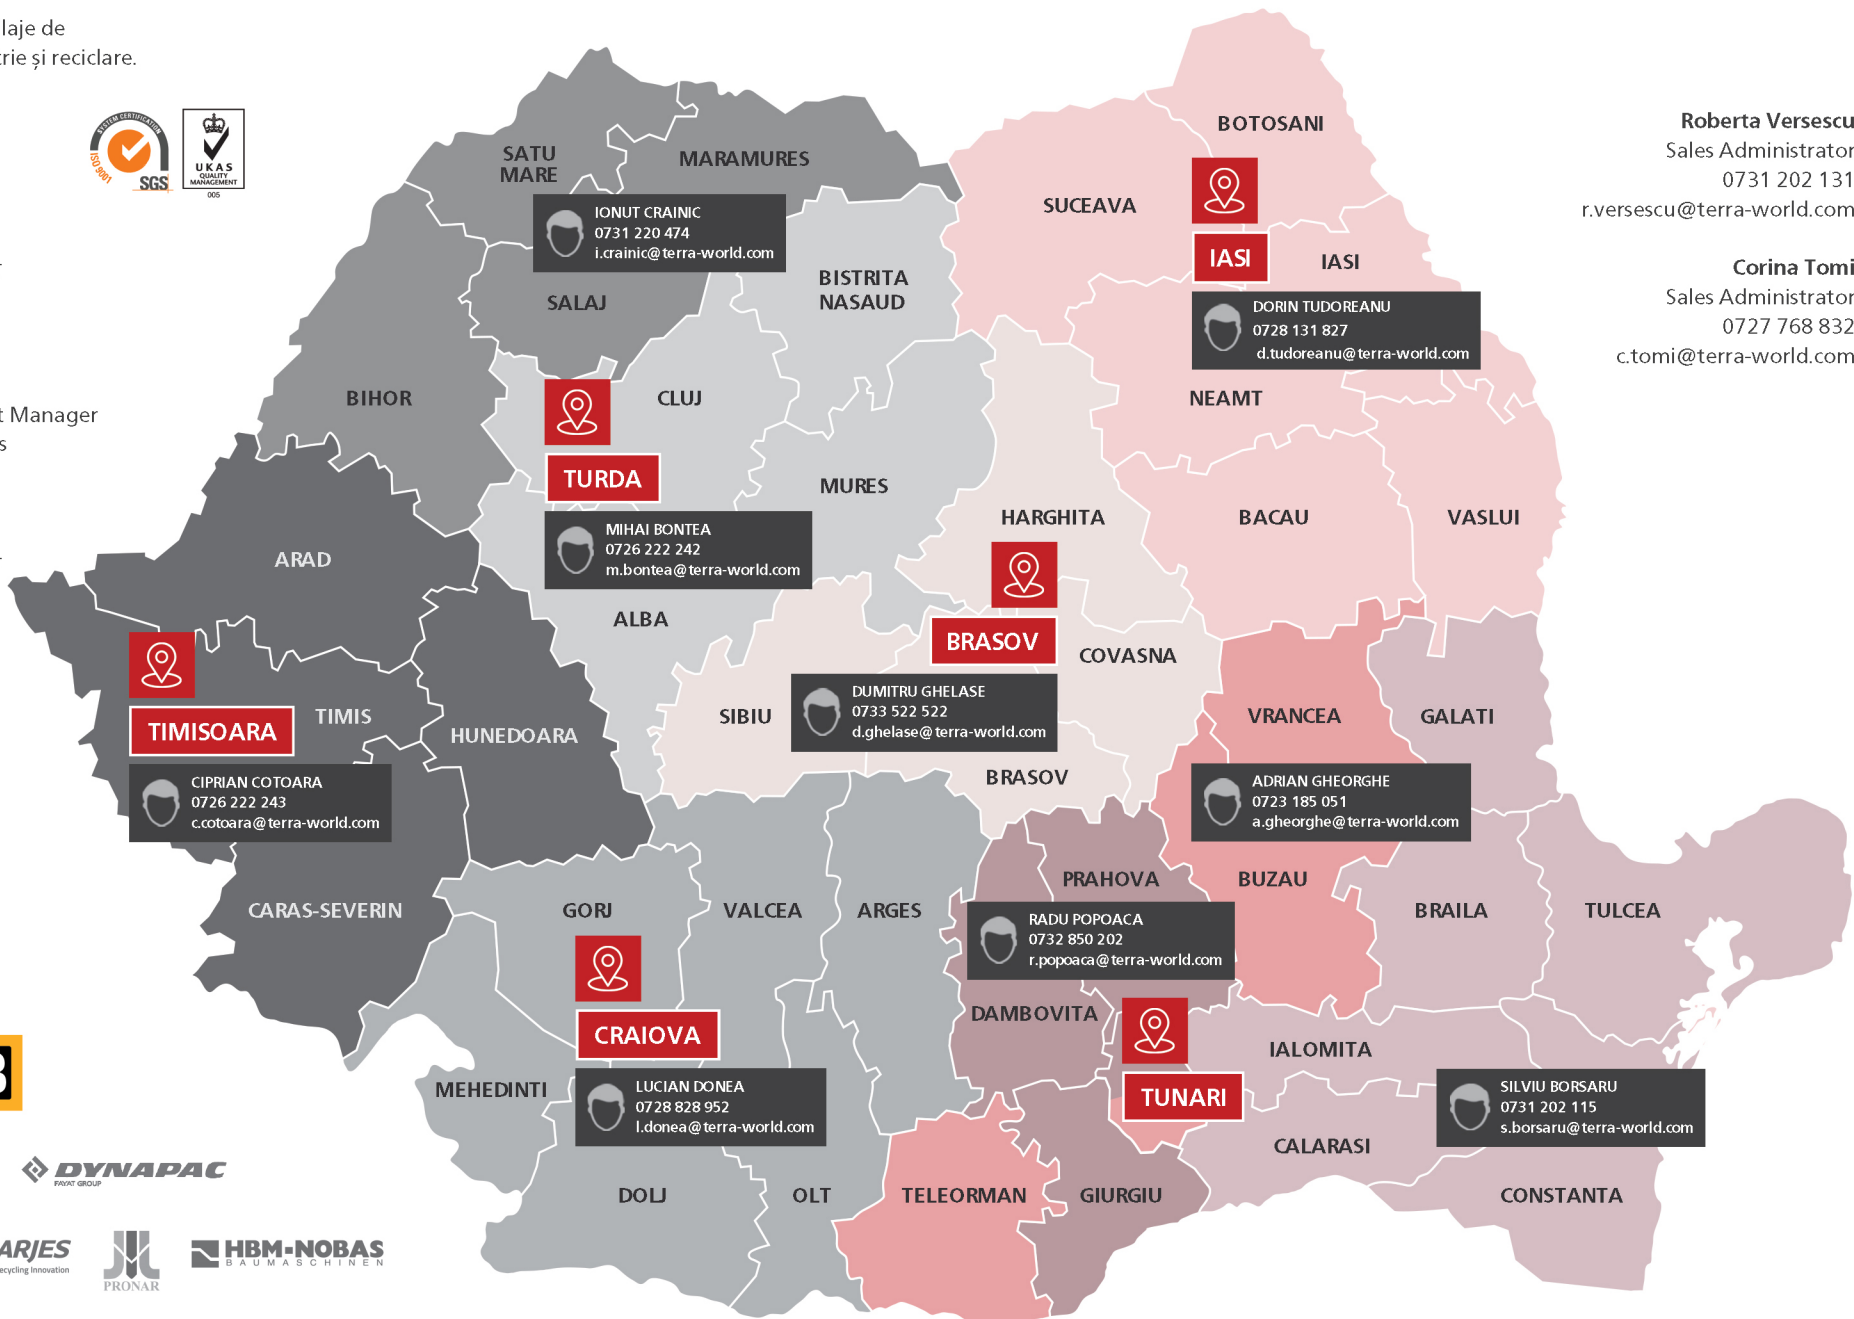 laje de
rie și reciclare.
SYSTEM CERTIFICATION
ISO 9001
SGS
UKAS
QUALITY
MANAGEMENT
005
Roberta Versescu
Sales Administrator
0731 202 131
r.versescu@terra-world.com
Corina Tomi
Sales Administrator
0727 768 832
c.tomi@terra-world.com
t Manager
s
BOTOSANI
SATU
MARE
MARAMURES
SUCEAVA
IONUT CRAINIC
0731 220 474
i.crainic@terra-world.com
IASI
IASI
BISTRITA
NASAUD
SALAJ
DORIN TUDOREANU
0728 131 827
d.tudoreanu@terra-world.com
BIHOR
CLUJ
NEAMT
TURDA
MURES
HARGHITA
BACAU
VASLUI
MIHAI BONTEA
0726 222 242
m.bontea@terra-world.com
ARAD
ALBA
BRASOV
COVASNA
TIMISOARA
TIMIS
HUNEDOARA
SIBIU
DUMITRU GHELASE
0733 522 522
d.ghelase@terra-world.com
VRANCEA
GALATI
BRASOV
CIPRIAN COTOARA
0726 222 243
c.cotoara@terra-world.com
ADRIAN GHEORGHE
0723 185 051
a.gheorghe@terra-world.com
PRAHOVA
BUZAU
CARAS-SEVERIN
GORJ
VALCEA
ARGES
BRAILA
TULCEA
RADU POPOACA
0732 850 202
r.popoaca@terra-world.com
DAMBOVITA
CRAIOVA
IALOMITA
MEHEDINTI
LUCIAN DONEA
0728 828 952
l.donea@terra-world.com
TUNARI
SILVIU BORSARU
0731 202 115
s.borsaru@terra-world.com
CALARASI
DOLJ
OLT
TELEORMAN
GIURGIU
CONSTANTA
B
DYNAPAC
FAYAT GROUP
ARJES
ecycling Innovation
PRONAR
HBM-NOBAS
BAUMASCHINEN